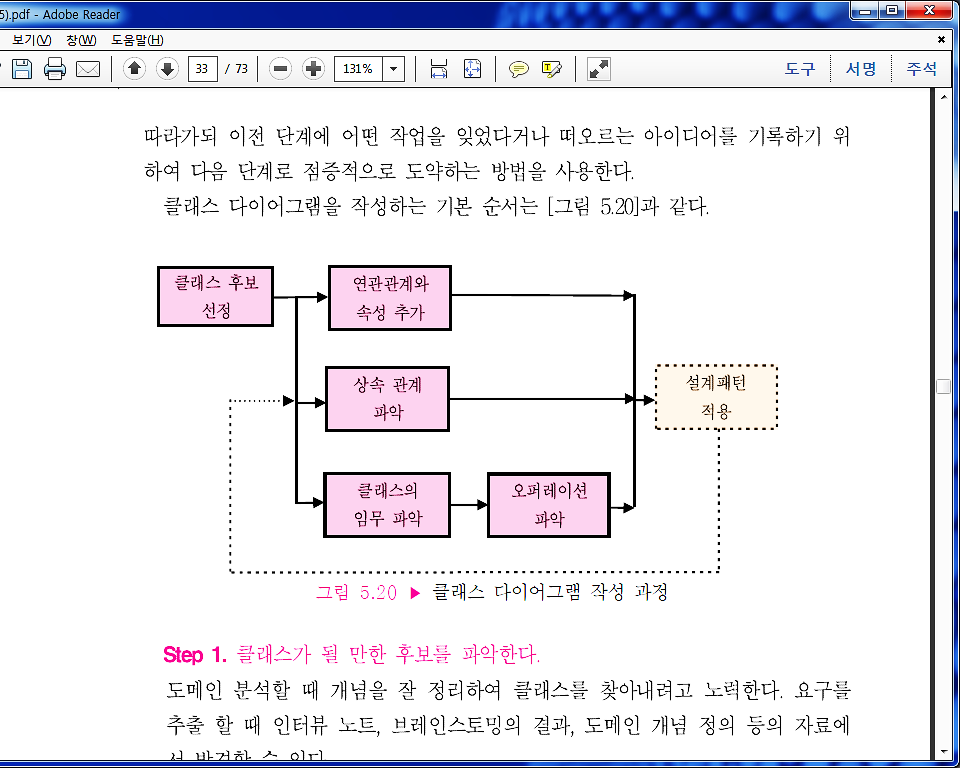 5).pdf - Adobe Reader
보기(V) 창(W) 도움말(H)
33 / 73 131% 도구 서명 주석
따라가되 이전 단계에 어떤 작업을 잊었다거나 떠오르는 아이디어를 기록하기 위
하여 다음 단계로 점증적으로 도약하는 방법을 사용한다.
클래스 다이어그램을 작성하는 기본 순서는 [그림 5.20]과 같다.
클래스 후보
선정
연관관계와
속성 추가
상속 관계
파악
설계패턴
적용
클래스의
임무 파악
오퍼레이션
파악
그림 5.20 ▶ 클래스 다이어그램 작성 과정
Step 1. 클래스가 될 만한 후보를 파악한다.
도메인 분석할 때 개념을 잘 정리하여 클래스를 찾아내려고 노력한다. 요구를
추출 할 때 인터뷰 노트, 브레인스토밍의 결과, 도메인 개념 정의 등의 자료에
서 발견할 수 있다.